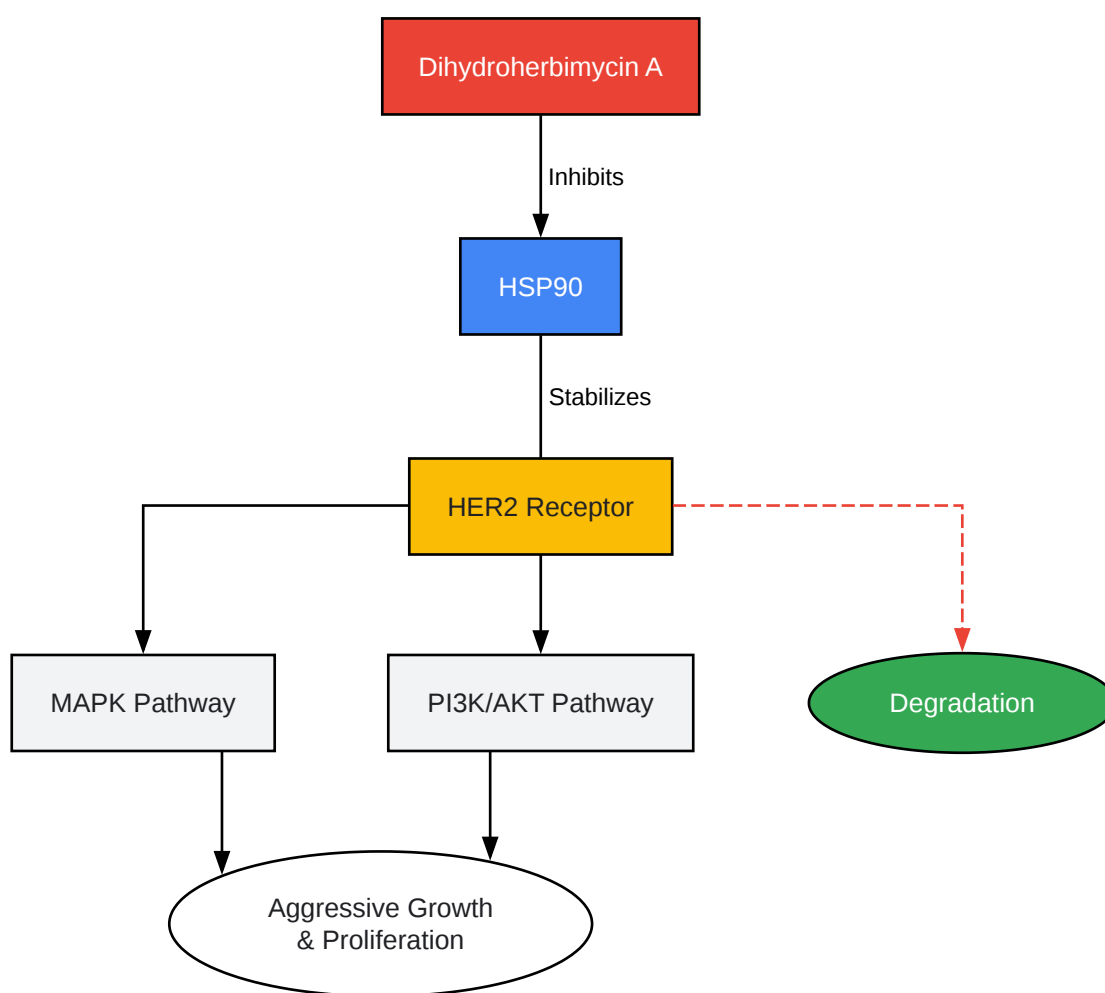 Dihydroherbimycin A
Inhibits
HSP90
Stabilizes
HER2 Receptor
MAPK Pathway
PI3K/AKT Pathway
Degradation
Aggressive Growth
& Proliferation